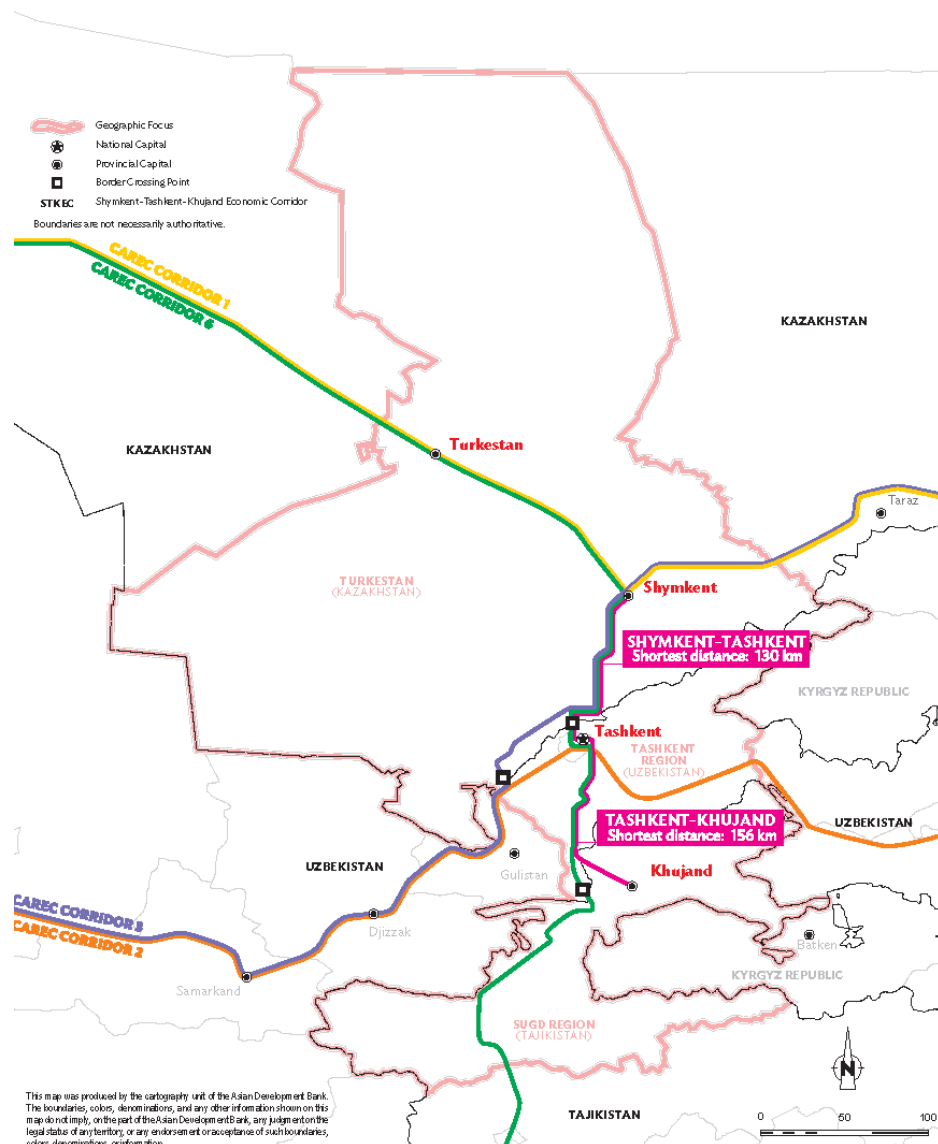 Geographic Focus
National Capital
Provincial Capital
Border Crossing Point
STKEC Shymkent-Tashkent-Khujand Economic Corridor
Boundaries are not necessarily authoritative.
CAREC CORRIDOR 1
CAREC CORRIDOR 6
KAZAKHSTAN
KAZAKHSTAN
Turkestan
Taraz
TURKESTAN
(KAZAKHSTAN)
Shymkent
SHYMKENT-TASHKENT
Shortest distance: 130 km
KYRGYZ REPUBLIC
Tashkent
TASHKENT
REGION
(UZBEKISTAN)
TASHKENT-KHUJAND
Shortest distance: 156 km
UZBEKISTAN
UZBEKISTAN
Gulistan
Khujand
CAREC CORRIDOR 3
CAREC CORRIDOR 2
Djizzak
Batken
Samarkand
KYRGYZ REPUBLIC
SUGD REGION
(TAJIKISTAN)
N
This map was produced by the cartography unit of the Asian Development Bank.
The boundaries, colors, denominations, and any other information shown on this
map do not imply, on the part of the Asian Development Bank, any judgment on the
legal status of any territory, or any endorsement or acceptance of such boundaries,
colors, denominations, or information.
TAJIKISTAN
0 50 100